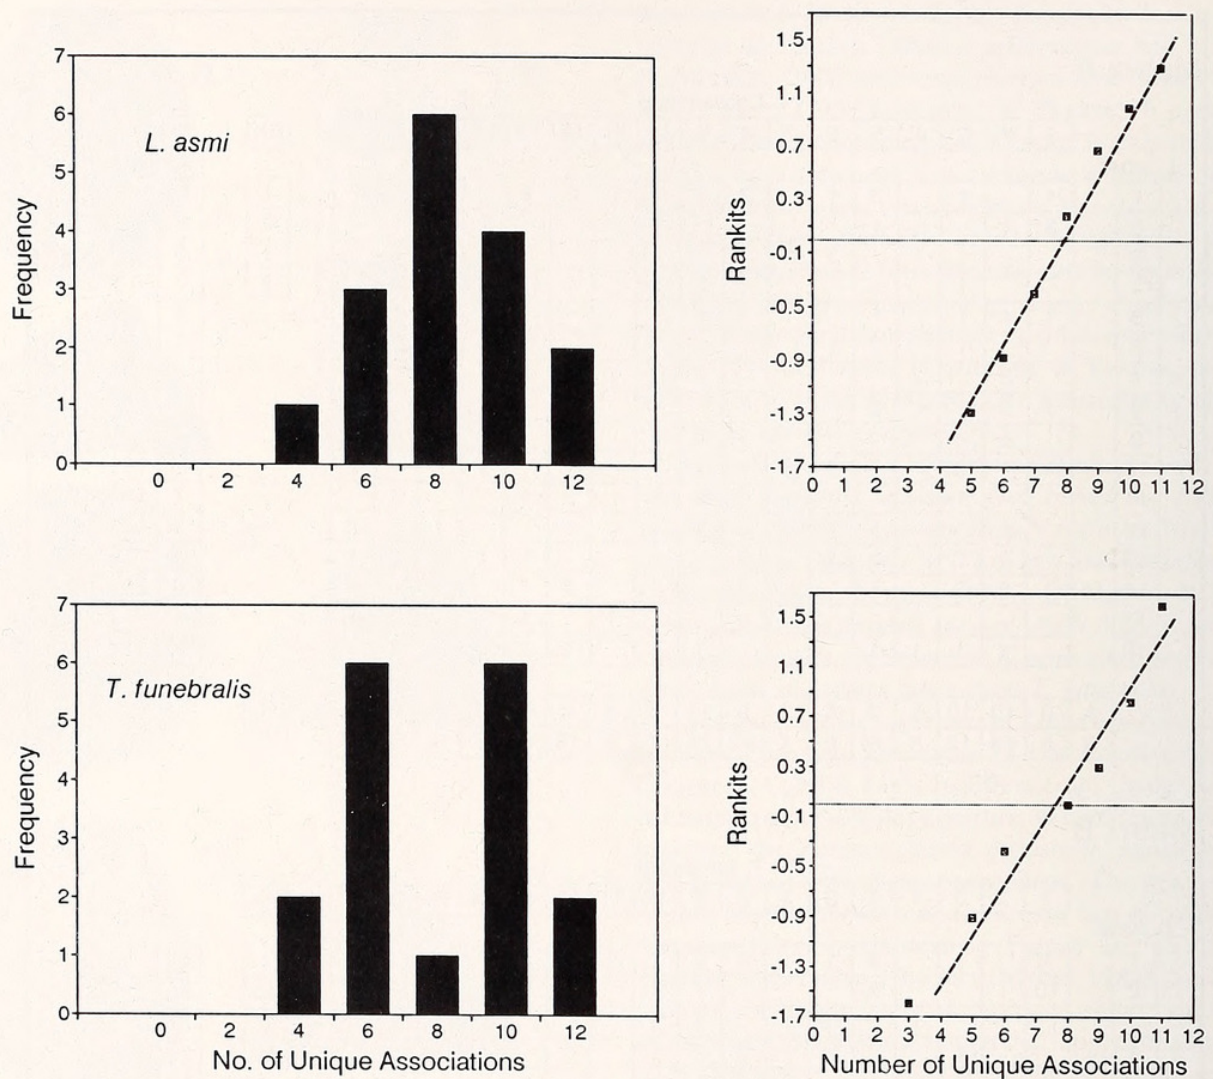 7
6
5
4
3
2
1
0
Frequency
L. asmi
0 2 4 6 8 10 12
1.5
1.1
0.7
0.3
-0.1
-0.5
-0.9
-1.3
-1.7
Rankits
0 1 2 3 4 5 6 7 8 9 10 11 12
7
6
5
4
3
2
1
0
Frequency
T. funebralis
0 2 4 6 8 10 12
No. of Unique Associations
1.5
1.1
0.7
0.3
-0.1
-0.5
-0.9
-1.3
-1.7
Rankits
0 1 2 3 4 5 6 7 8 9 10 11 12
Number of Unique Associations